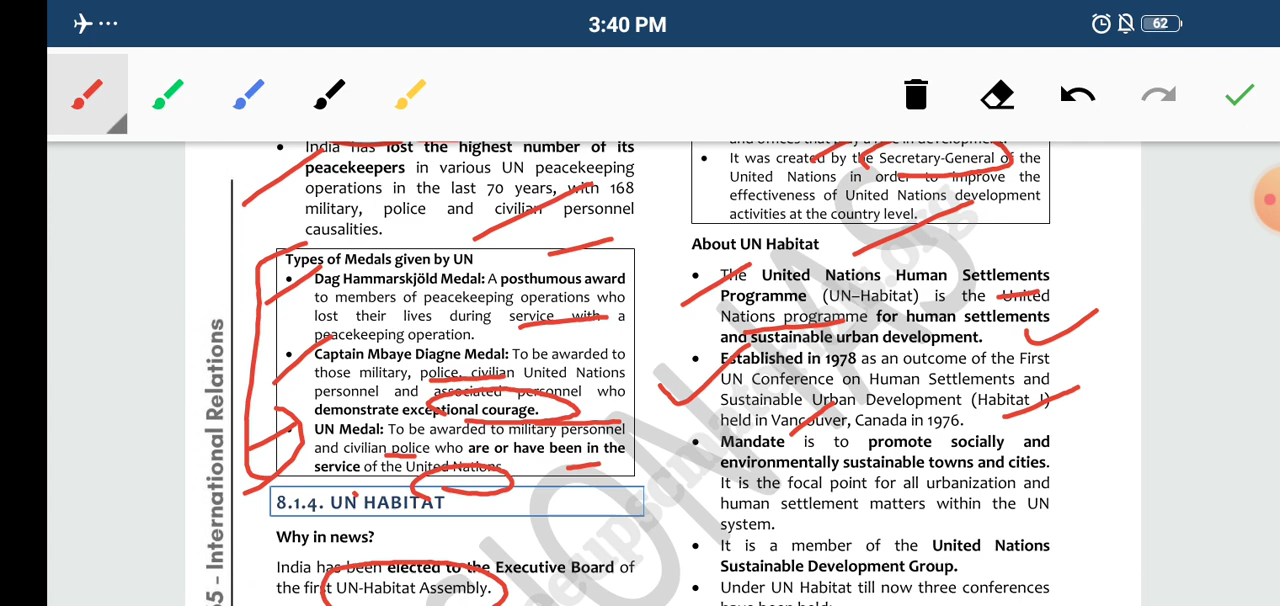 3:40 PM
62
India has lost the highest number of its
peacekeepers in various UN peacekeeping
operations in the last 70 years, with 168
military, police and civilian personnel
causalities.
Types of Medals given by UN
• Dag Hammarskjöld Medal: A posthumous award
to members of peacekeeping operations who
lost their lives during service with a
peacekeeping operation.
• Captain Mbaye Diagne Medal: To be awarded to
those military, police, civilian United Nations
personnel and associated personnel who
demonstrate exceptional courage.
• UN Medal: To be awarded to military personnel
and civilian police who are or have been in the
service of the United Nations.
8.1.4. UN HABITAT
Why in news?
India has been elected to the Executive Board of
the first UN-Habitat Assembly.
• It was created by the Secretary-General of the
United Nations in order to improve the
effectiveness of United Nations development
activities at the country level.
About UN Habitat
• The United Nations Human Settlements
Programme (UN–Habitat) is the United
Nations programme for human settlements
and sustainable urban development.
• Established in 1978 as an outcome of the First
UN Conference on Human Settlements and
Sustainable Urban Development (Habitat I)
held in Vancouver, Canada in 1976.
• Mandate is to promote socially and
environmentally sustainable towns and cities.
It is the focal point for all urbanization and
human settlement matters within the UN
system.
• It is a member of the United Nations
Sustainable Development Group.
• Under UN Habitat till now three conferences
have been held:
5 - International Relations